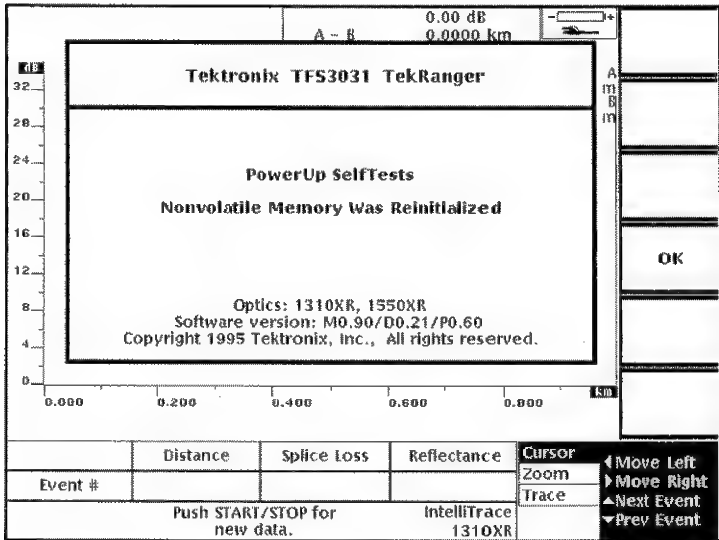 0.00 dB
A – B 0.0000 km
– +
dB
32
28
24
20
16
12
8
4
0
A
m
B
m
Tektronix TFS3031 TekRanger
PowerUp SelfTests
Nonvolatile Memory Was Reinitialized
Optics: 1310XR, 1550XR
Software version: M0.90/D0.21/P0.60
Copyright 1995 Tektronix, Inc., All rights reserved.
OK
0.000 0.200 0.400 0.600 0.800 km
Distance Splice Loss Reflectance
Event #
Push START/STOP for
new data.
IntelliTrace
1310XR
Cursor
Zoom
Trace
Move Left
Move Right
Next Event
Prev Event